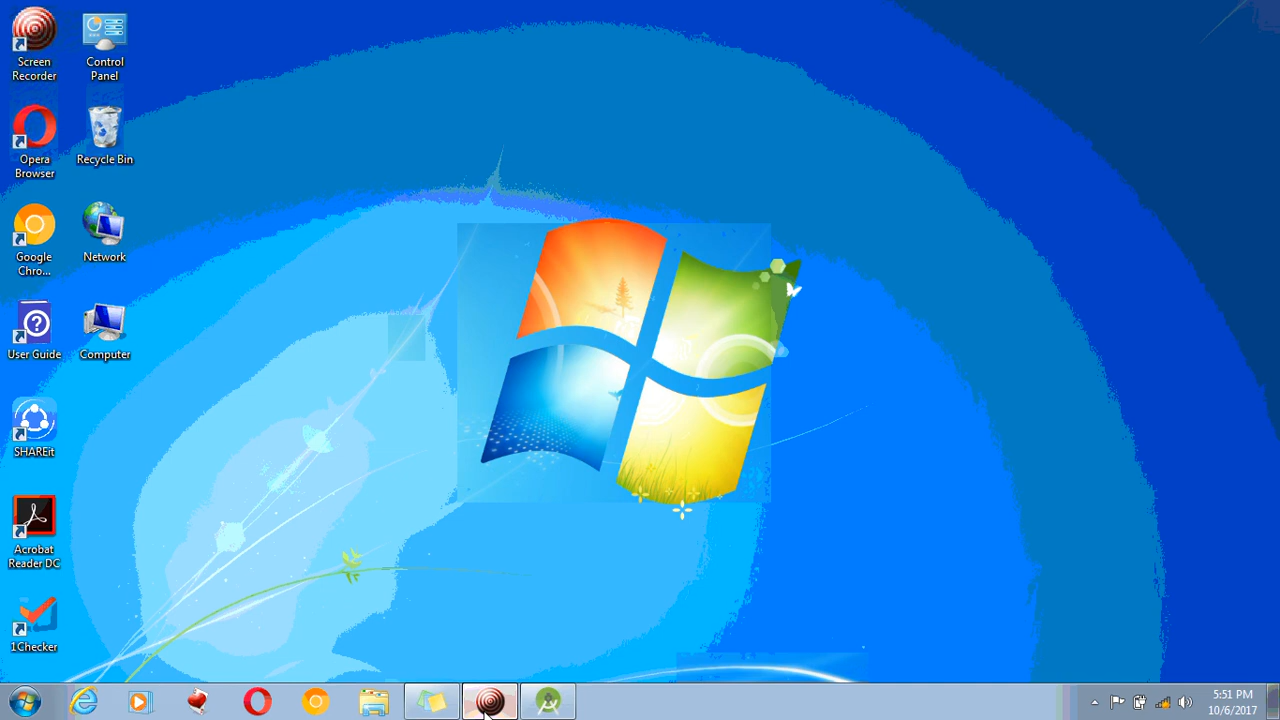 Screen
Recorder
Control
Panel
Opera
Browser
Recycle Bin
Google
Chro...
Network
User Guide
Computer
SHAREit
Acrobat
Reader DC
1Checker
5:51 PM
10/6/2017